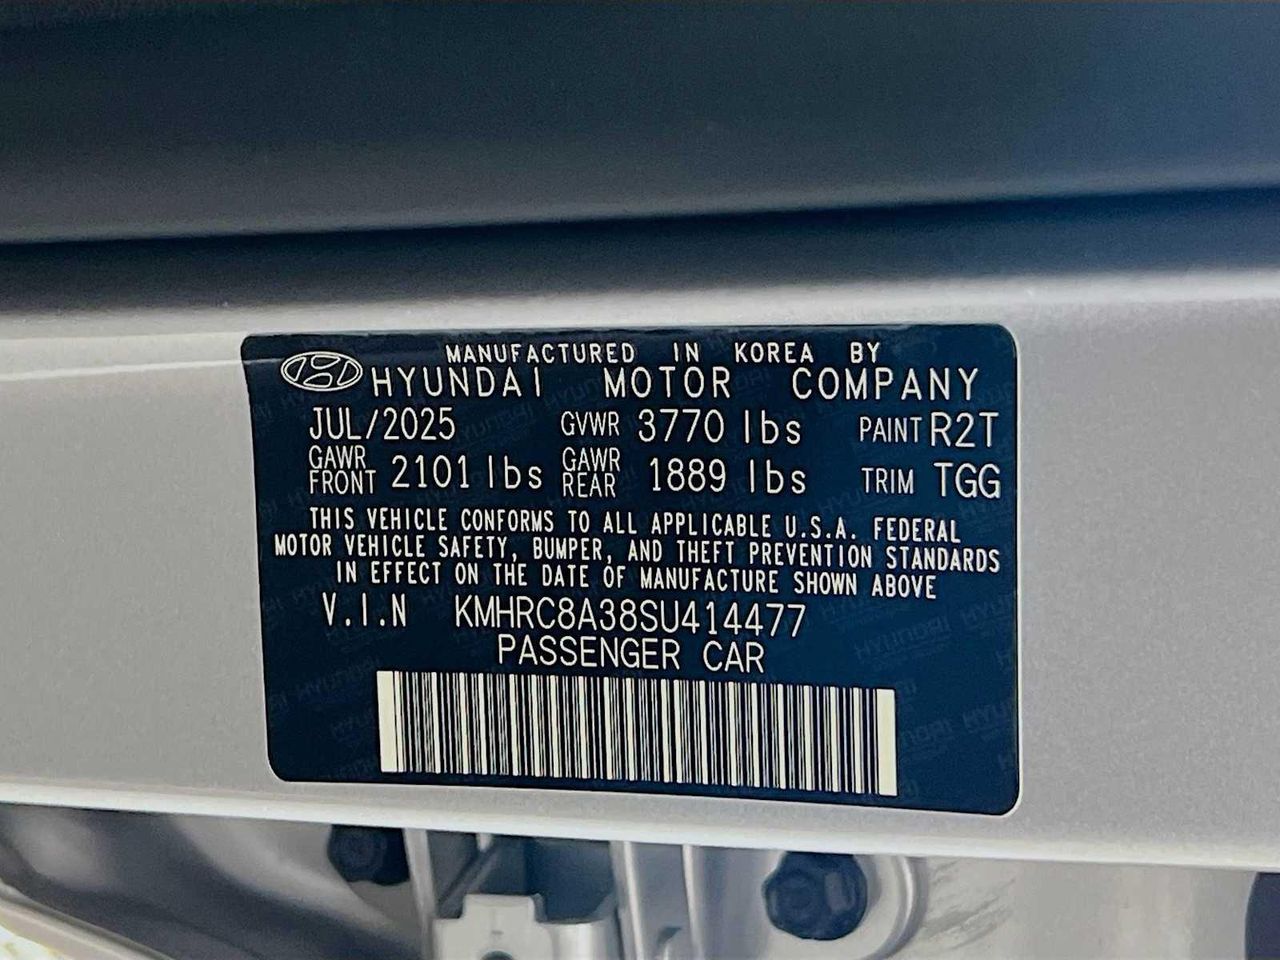 MANUFACTURED IN KOREA BY
HYUNDAI MOTOR COMPANY
JUL/2025 GVWR 3770 lbs PAINT R2T
GAWR FRONT 2101 lbs GAWR REAR 1889 lbs TRIM TGG
THIS VEHICLE CONFORMS TO ALL APPLICABLE U.S.A. FEDERAL
MOTOR VEHICLE SAFETY, BUMPER, AND THEFT PREVENTION STANDARDS
IN EFFECT ON THE DATE OF MANUFACTURE SHOWN ABOVE
V.I.N KMHRC8A38SU414477
PASSENGER CAR